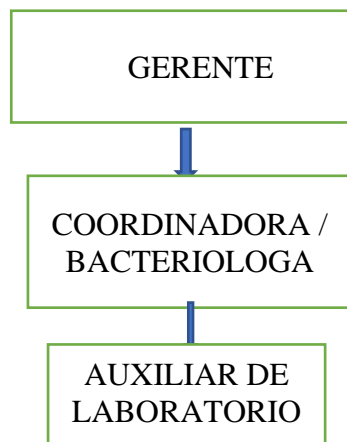 GERENTE
COORDINADORA /
BACTERIOLOGA
AUXILIAR DE
LABORATORIO